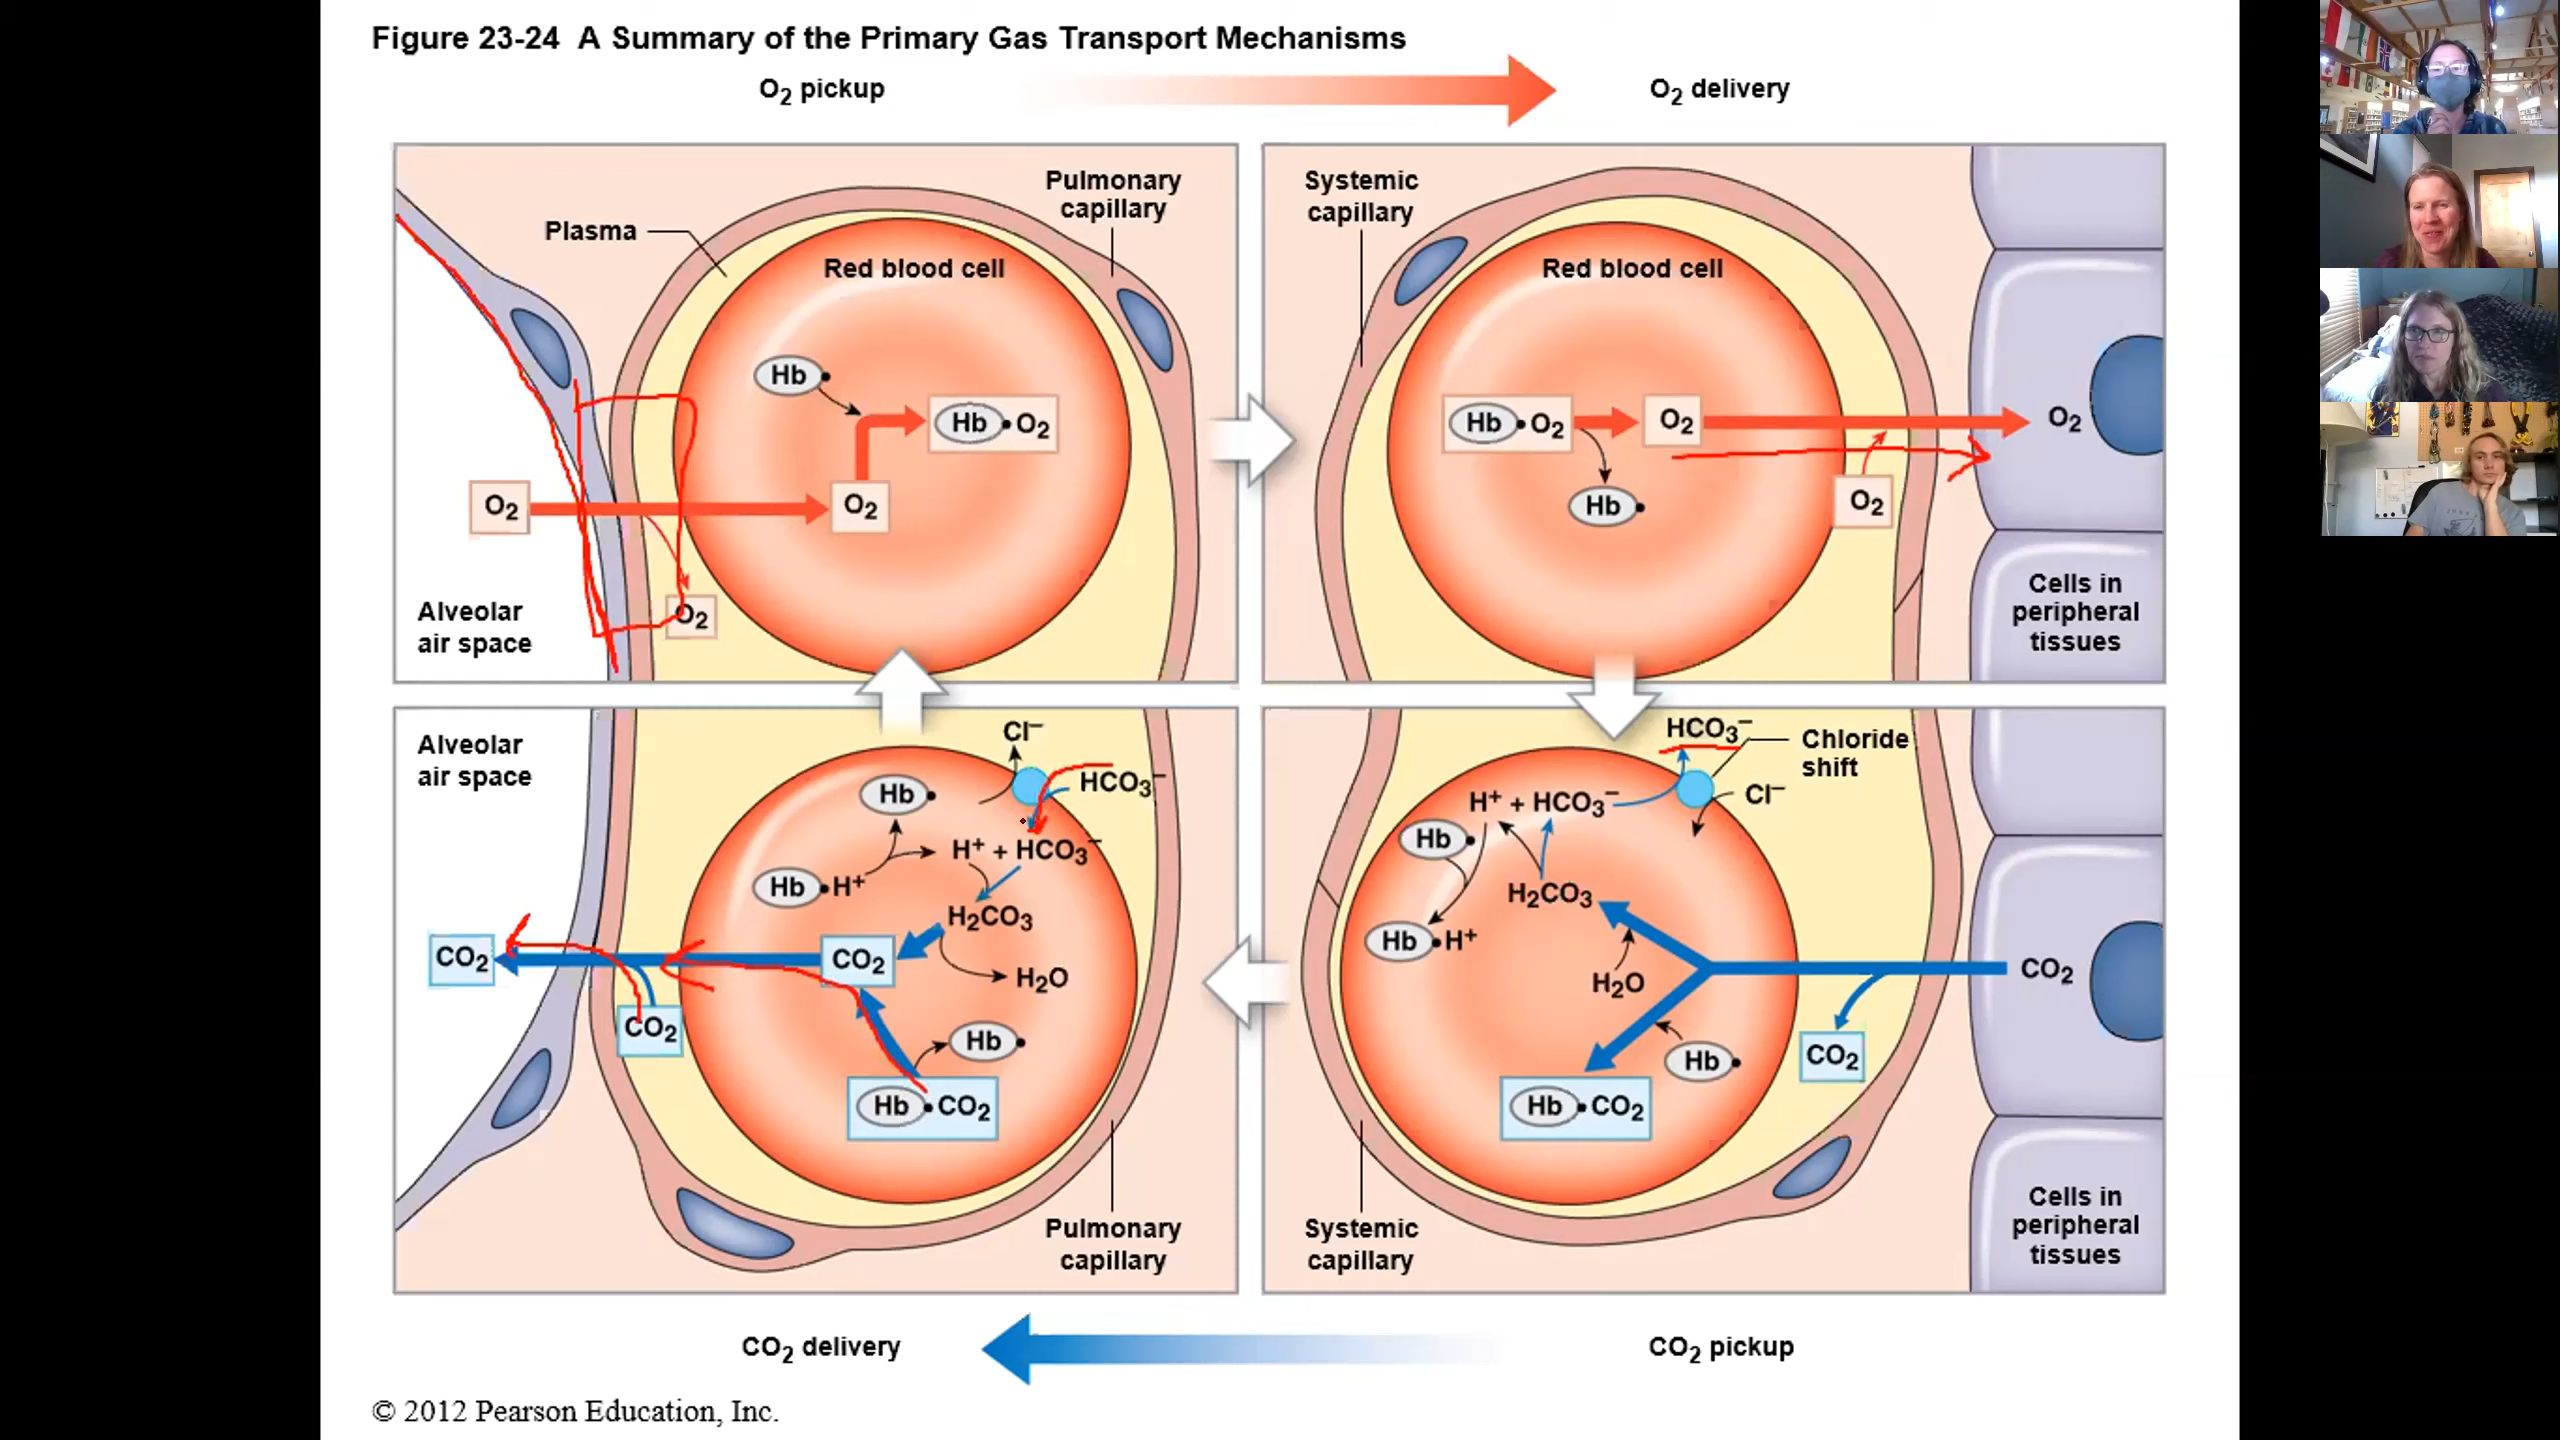 Figure 23-24 A Summary of the Primary Gas Transport Mechanisms
O2 pickup
O2 delivery
Plasma
Pulmonary
capillary
Red blood cell
Hb
Hb O2
O2
O2
O2
Alveolar
air space
Systemic
capillary
Red blood cell
Hb O2
O2
O2
Hb
O2
Cells in
peripheral
tissues
Alveolar
air space
Cl–
HCO3–
Hb
H+ + HCO3–
Hb H+
H2CO3
CO2
CO2
H2O
CO2
Hb
Hb CO2
Pulmonary
capillary
HCO3–
Chloride
shift
H+ + HCO3–
Cl–
Hb
H2CO3
Hb H+
H2O
CO2
CO2
Hb
Hb CO2
Systemic
capillary
Cells in
peripheral
tissues
CO2 delivery
CO2 pickup
© 2012 Pearson Education, Inc.